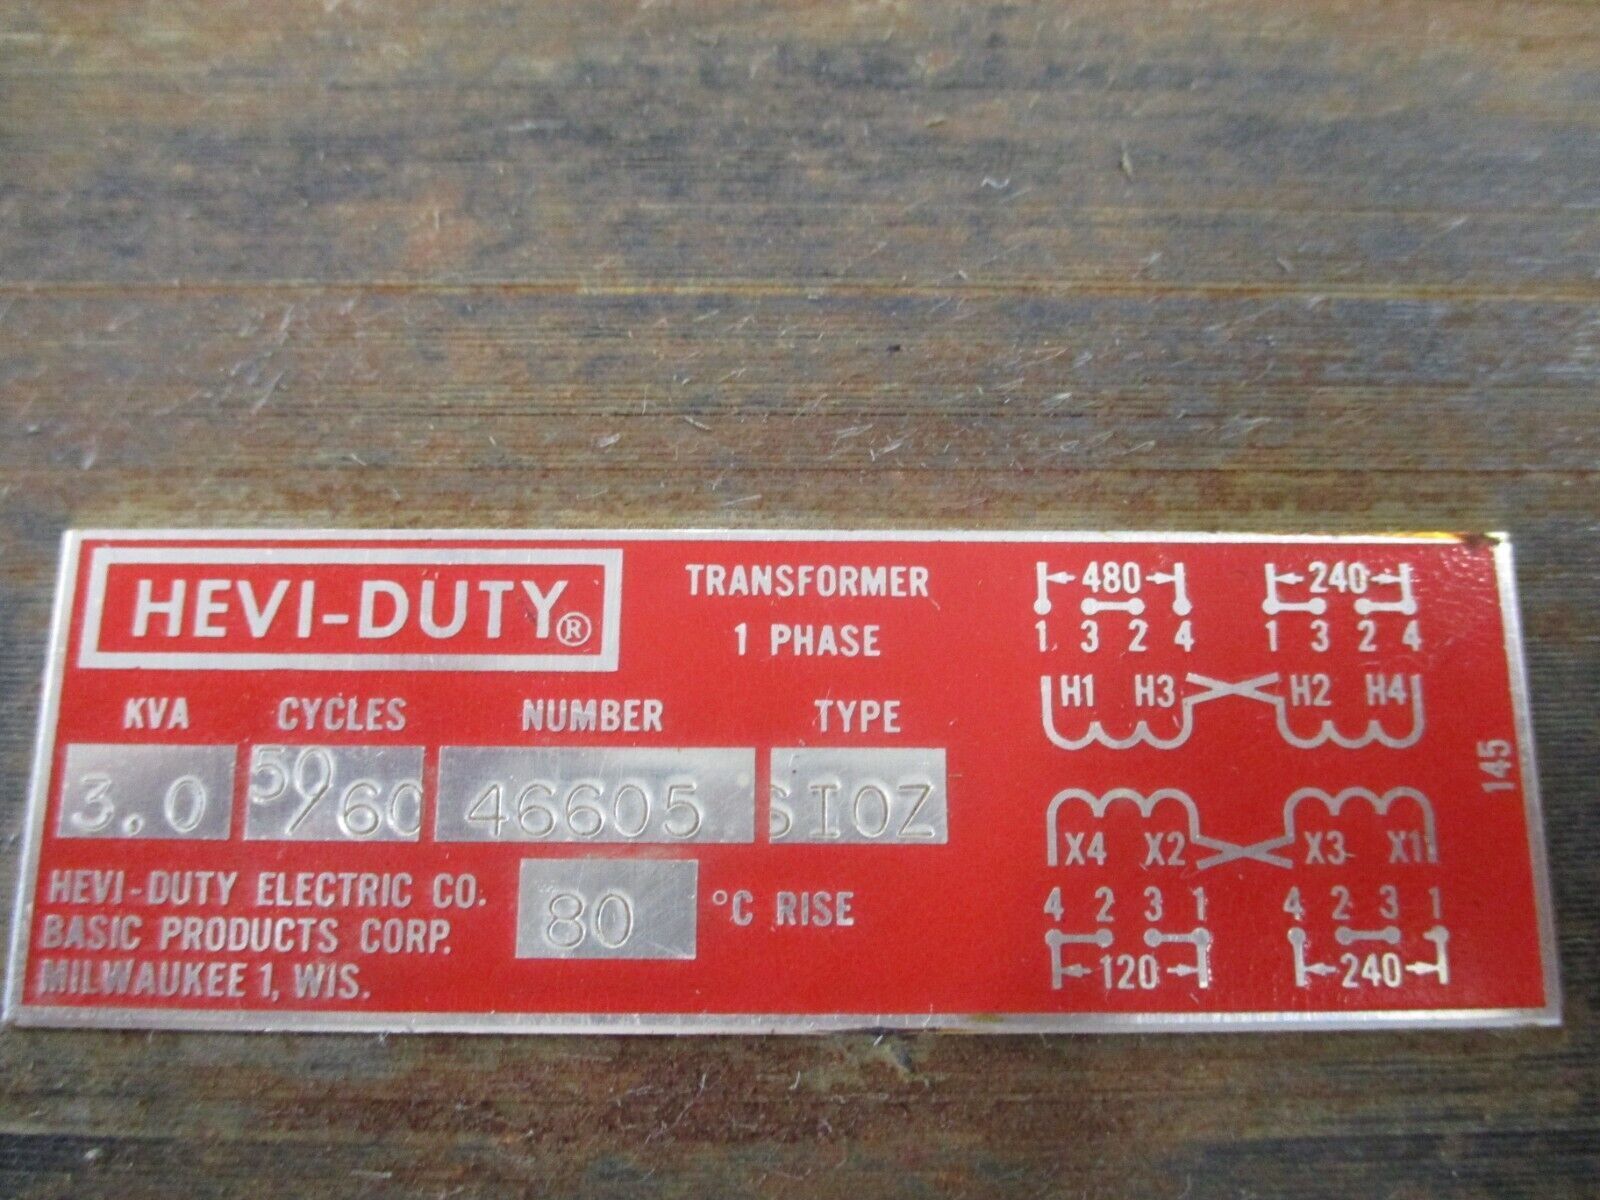 HEVI-DUTY®
TRANSFORMER
1 PHASE
KVA CYCLES NUMBER TYPE
3.0 50/60 46605 SIOZ
HEVI-DUTY ELECTRIC CO.
BASIC PRODUCTS CORP.
MILWAUKEE 1, WIS.
80 °C RISE
480 240
1 3 2 4 1 3 2 4
H1 H3 H2 H4
X4 X2 X3 X1
4 2 3 1 4 2 3 1
120 240
145